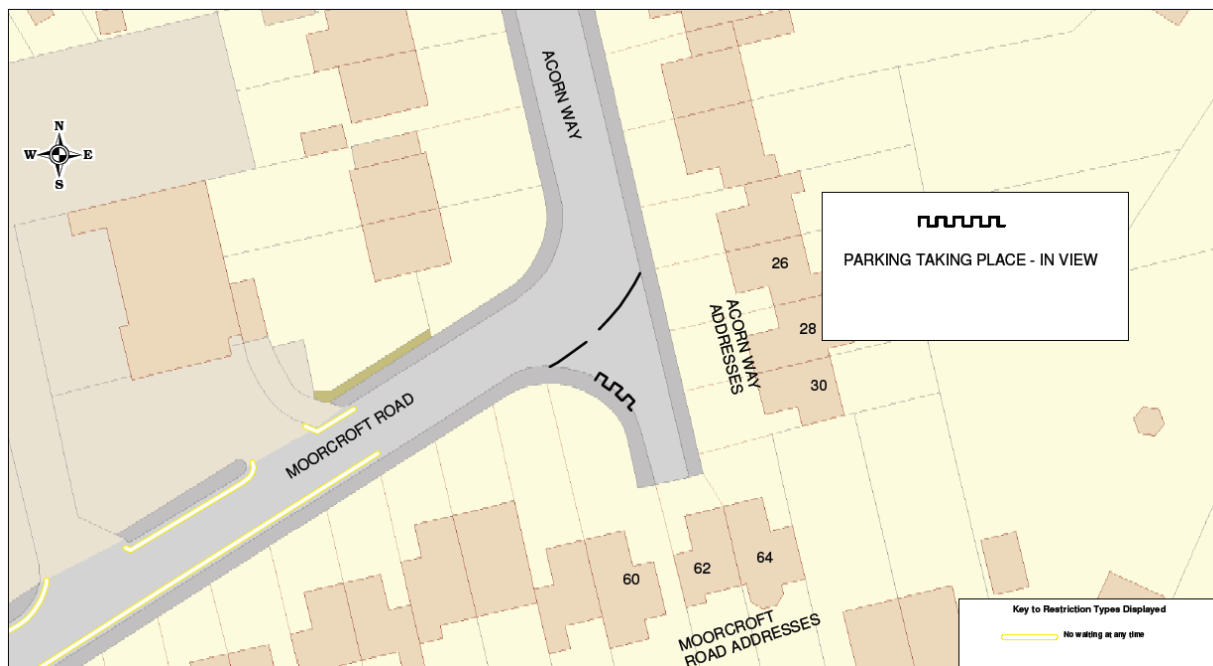 ACORN WAY
N
W E
S
PARKING TAKING PLACE - IN VIEW
26
28
30
ACORN WAY
ADDRESSES
MOORCROFT ROAD
60
62
64
MOORCROFT
ROAD ADDRESSES
Key to Restriction Types Displayed
No waiting at any time